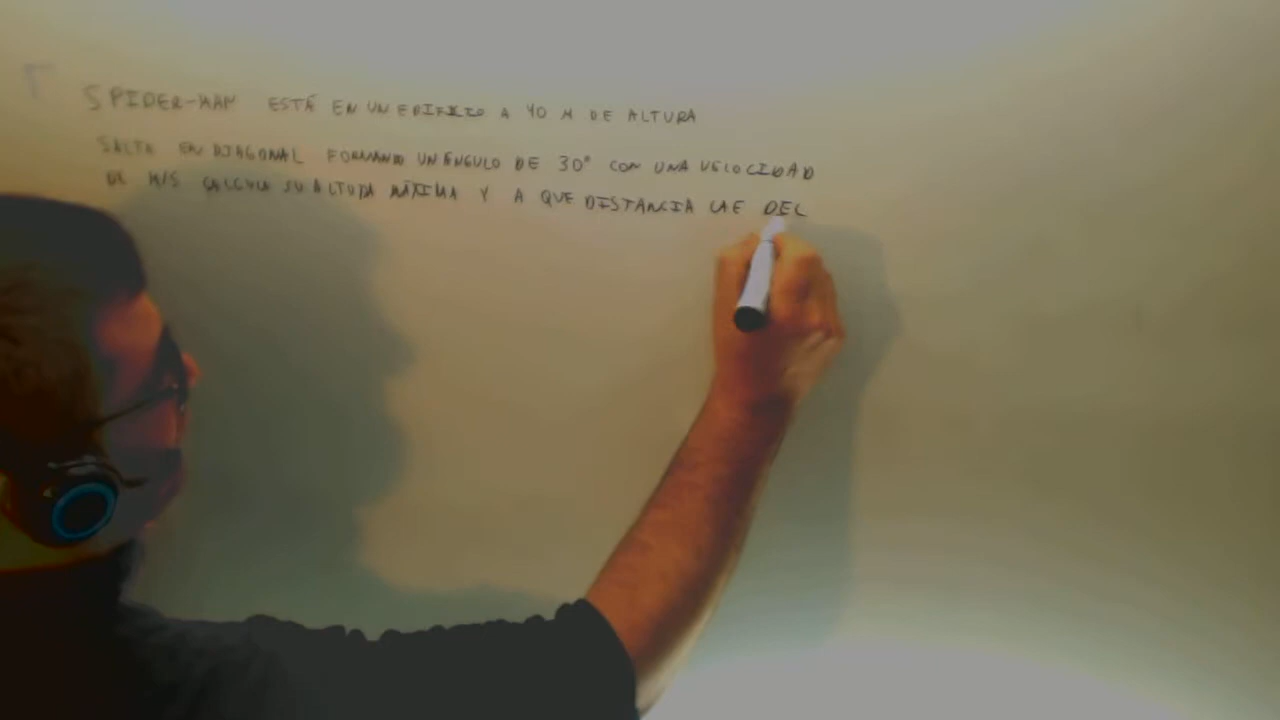 SPIDER-MAN ESTÁ EN UN EDIFICIO A 40 M DE ALTURA
SALTA EN DIAGONAL FORMANDO UN ÁNGULO DE 30° CON UNA VELOCIDAD
DE M/S CALCULA SU ALTURA MÁXIMA Y A QUE DISTANCIA CAE DEL